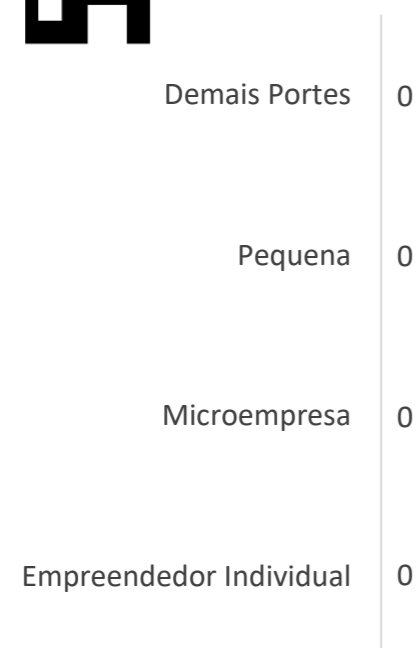 Demais Portes 0
Pequena 0
Microempresa 0
Empreendedor Individual 0